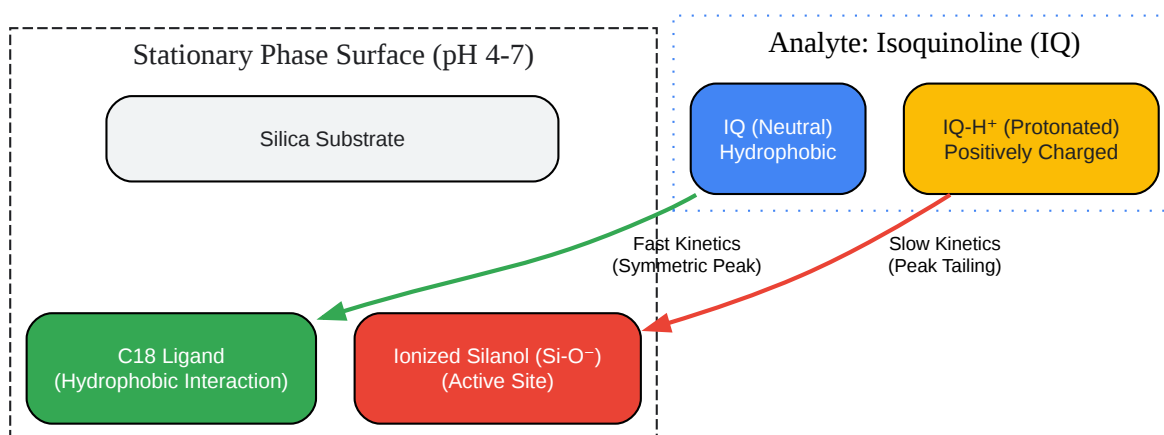 Stationary Phase Surface (pH 4-7)
Silica Substrate
Analyte: Isoquinoline (IQ)
IQ (Neutral)
Hydrophobic
IQ-H⁺ (Protonated)
Positively Charged
Fast Kinetics
(Symmetric Peak)
Slow Kinetics
(Peak Tailing)
C18 Ligand
(Hydrophobic Interaction)
Ionized Silanol (Si-O⁻)
(Active Site)